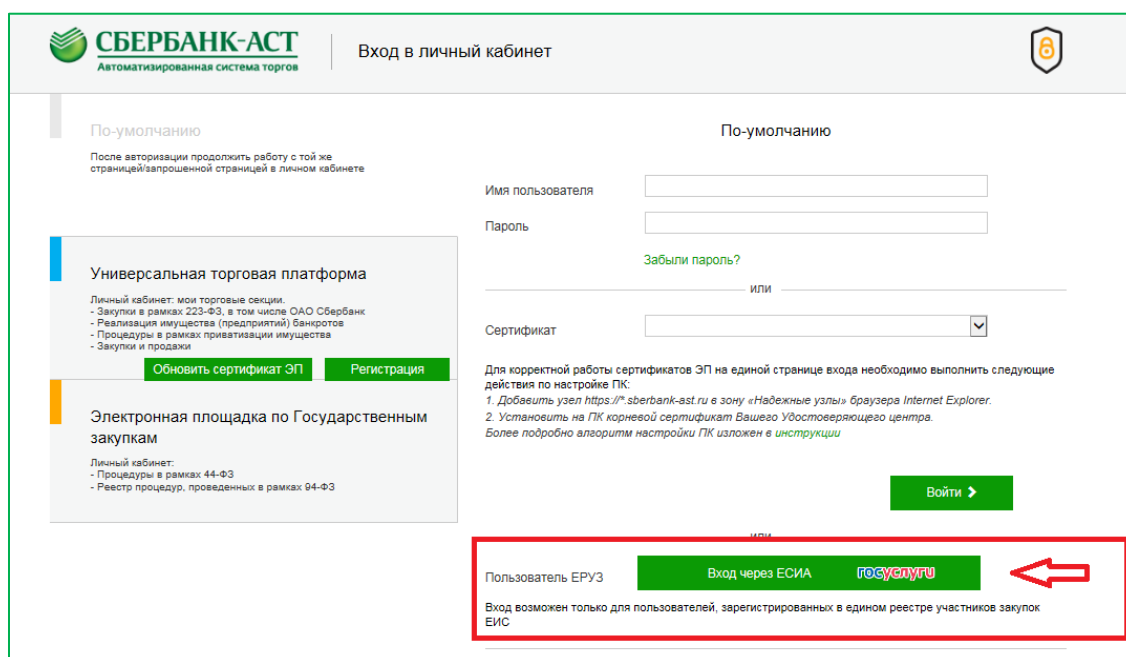 СБЕРБАНК-АСТ
Автоматизированная система торгов
Вход в личный кабинет
По-умолчанию
После авторизации продолжить работу с той же
страницей/запрошенной страницей в личном кабинете
Универсальная торговая платформа
Личный кабинет: мои торговые секции.
- Закупки в рамках 223-ФЗ, в том числе ОАО Сбербанк
- Реализация имущества (предприятий) банкротов
- Процедуры в рамках приватизации имущества
- Закупки и продажи
Обновить сертификат ЭП
Регистрация
Электронная площадка по Государственным
закупкам
Личный кабинет:
- Процедуры в рамках 44-ФЗ
- Реестр процедур, проведенных в рамках 94-ФЗ
По-умолчанию
Имя пользователя
Пароль
Забыли пароль?
или
Сертификат
Для корректной работы сертификатов ЭП на единой странице входа необходимо выполнить следующие
действия по настройке ПК:
1. Добавить узел https://*.sberbank-ast.ru в зону «Надежные узлы» браузера Internet Explorer.
2. Установить на ПК корневой сертификат Вашего Удостоверяющего центра.
Более подробно алгоритм настройки ПК изложен в инструкции
Войти
или
Пользователь ЕРУЗ
Вход через ЕСИА госуслуги
Вход возможен только для пользователей, зарегистрированных в едином реестре участников закупок
ЕИС